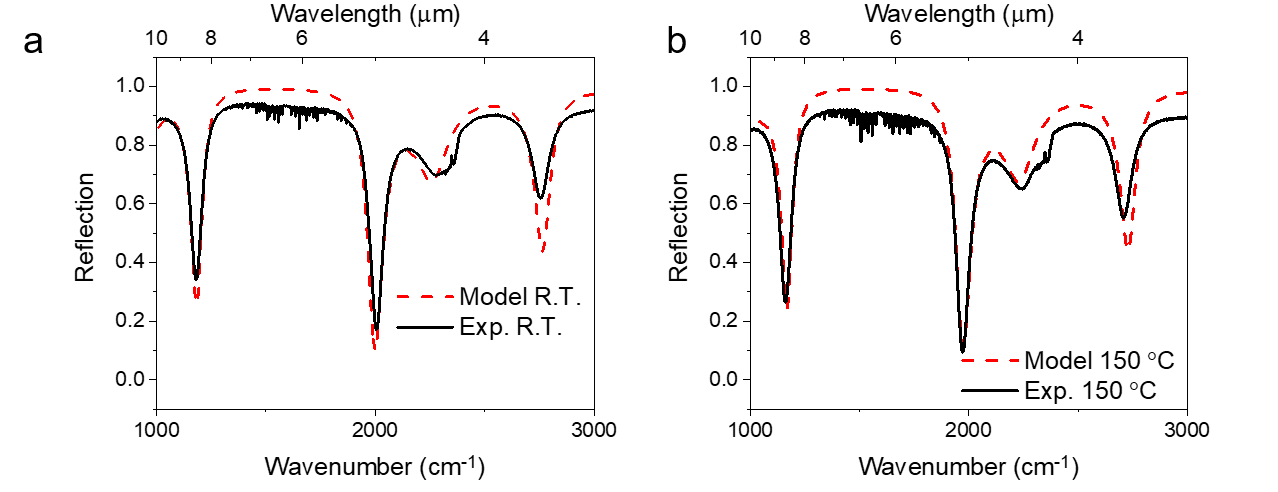 a
Wavelength (μm)
10 8 6 4
1.0
0.8
0.6
0.4
0.2
0.0
Reflection
Model R.T.
Exp. R.T.
1000 2000 3000
Wavenumber (cm-1)
b
Wavelength (μm)
10 8 6 4
1.0
0.8
0.6
0.4
0.2
0.0
Reflection
Model 150 °C
Exp. 150 °C
1000 2000 3000
Wavenumber (cm-1)